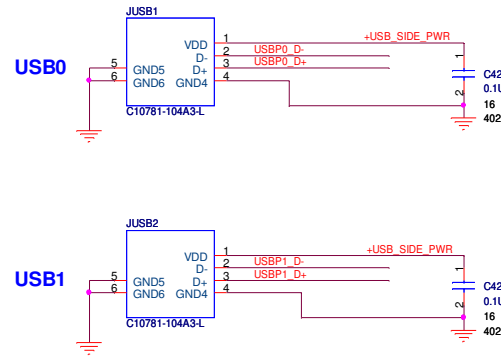 JUSB1
USB0
VDD 1 +USB_SIDE_PWR
D- 2 USBP0_D-
5 GND5 D+ 3 USBP0_D+
6 GND6 GND4 4
C10781-104A3-L
1
2
C42
0.1U
16
402
JUSB2
USB1
VDD 1 +USB_SIDE_PWR
D- 2 USBP1_D-
5 GND5 D+ 3 USBP1_D+
6 GND6 GND4 4
C10781-104A3-L
1
2
C42
0.1U
16
402